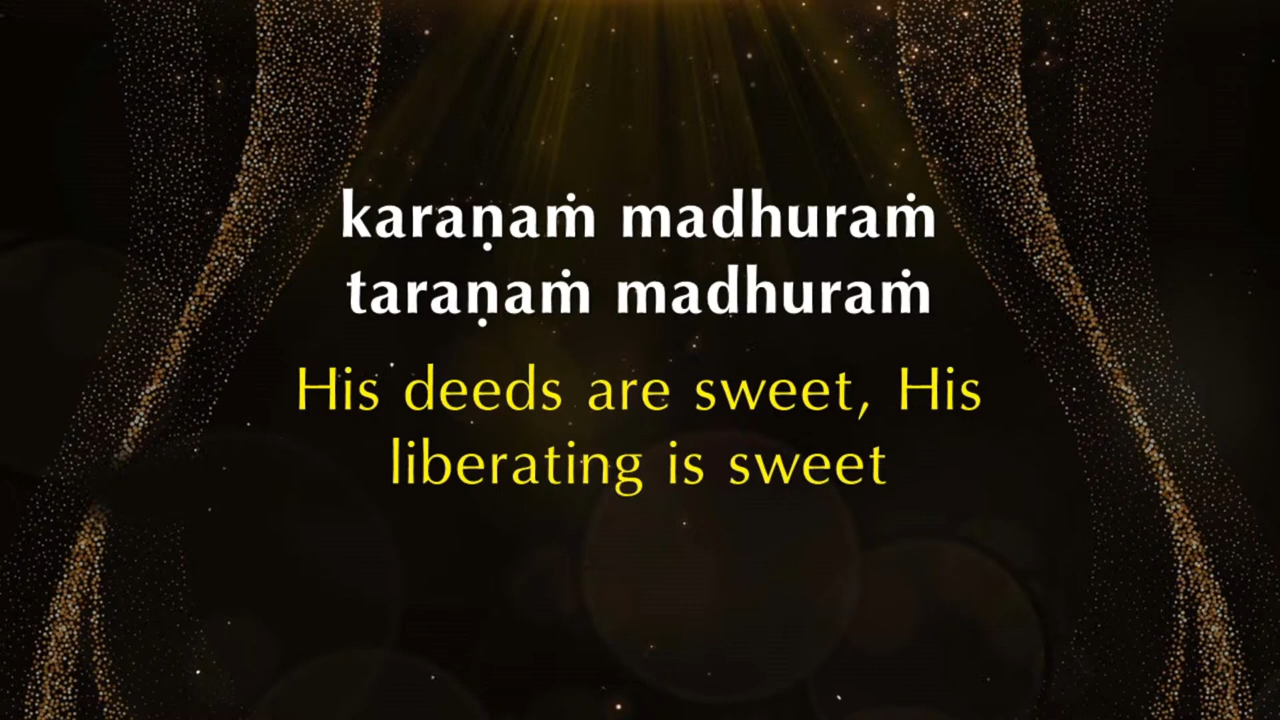 karaṇaṁ madhuraṁ
taraṇaṁ madhuraṁ
His deeds are sweet, His
liberating is sweet